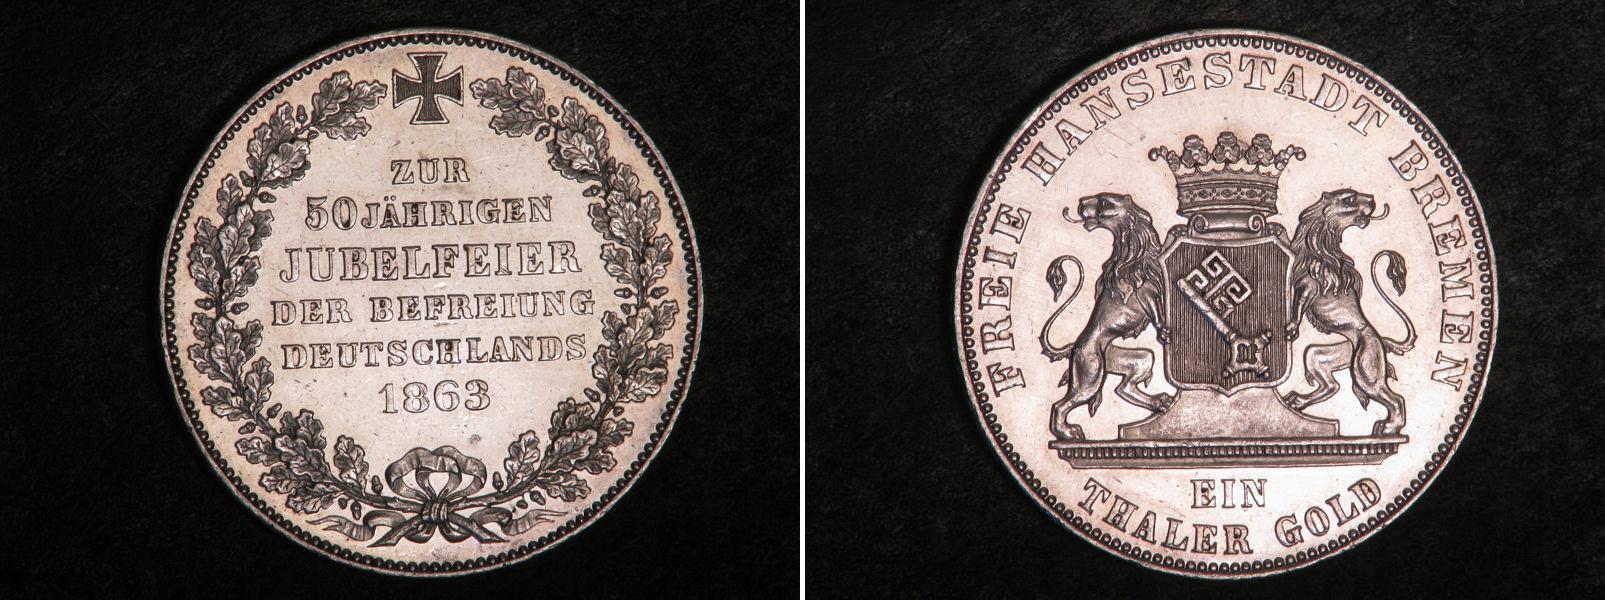 ZUR
50JÄHRIGEN
JUBELFEIER
DER BEFREIUNG
DEUTSCHLANDS
1863
FREIE HANSESTADT BREMEN
EIN
THALER GOLD